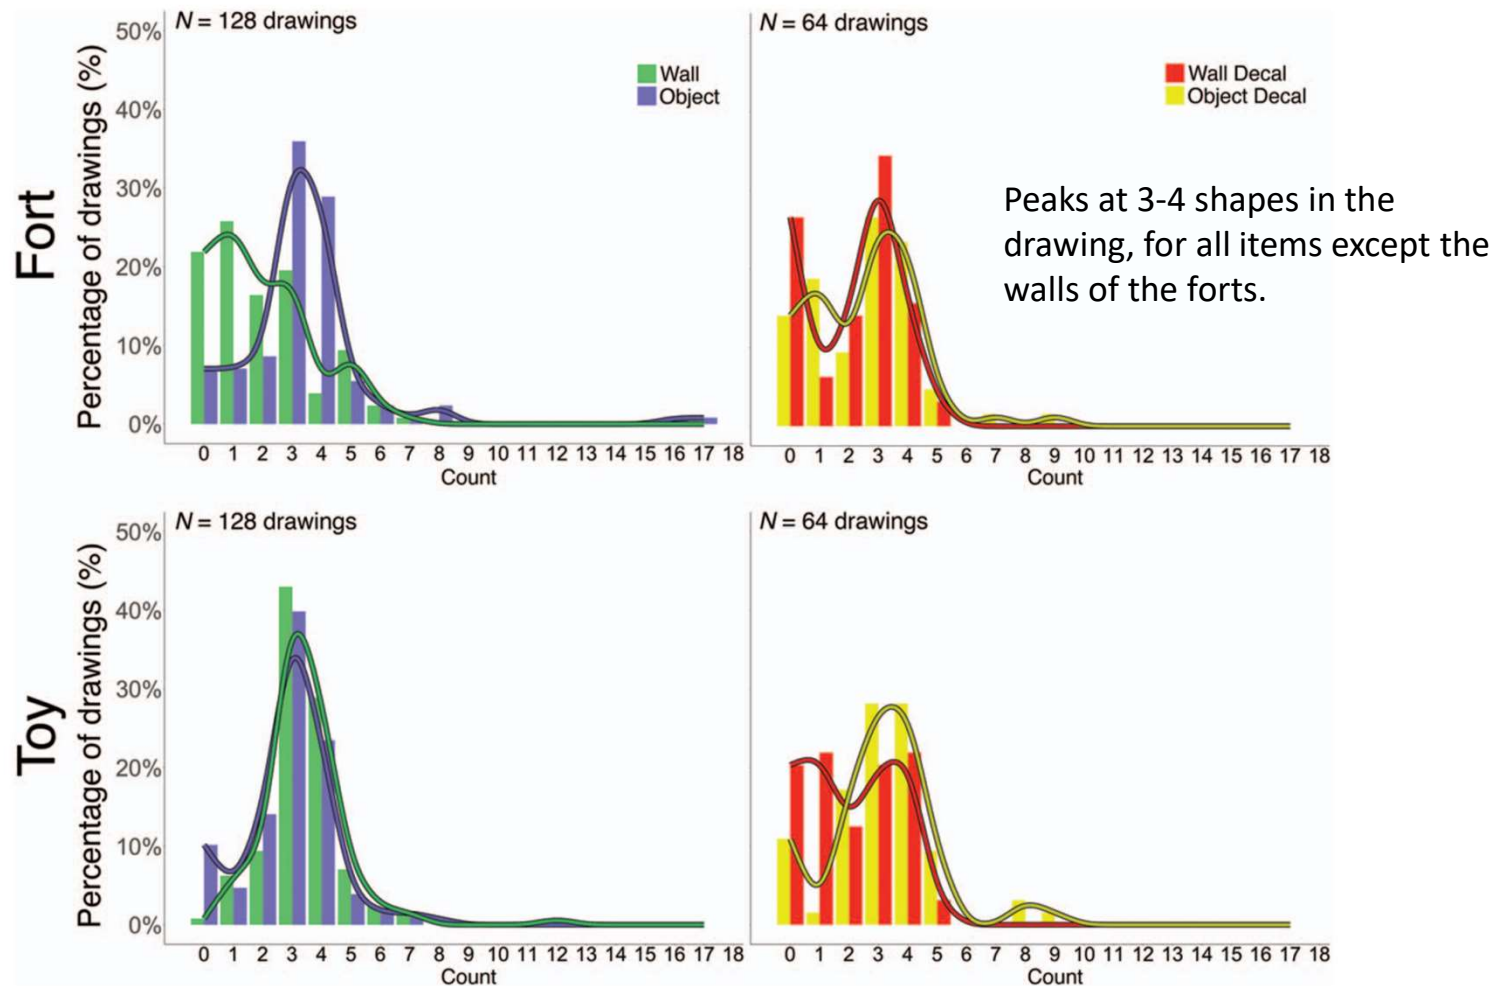 Fort
Percentage of drawings (%)
50%
40%
30%
20%
10%
0%
N = 128 drawings
Wall
Object
0 1 2 3 4 5 6 7 8 9 10 11 12 13 14 15 16 17 18
Count
N = 64 drawings
Wall Decal
Object Decal
Peaks at 3-4 shapes in the
drawing, for all items except the
walls of the forts.
0 1 2 3 4 5 6 7 8 9 10 11 12 13 14 15 16 17 18
Count
Toy
Percentage of drawings (%)
50%
40%
30%
20%
10%
0%
N = 128 drawings
0 1 2 3 4 5 6 7 8 9 10 11 12 13 14 15 16 17 18
Count
N = 64 drawings
0 1 2 3 4 5 6 7 8 9 10 11 12 13 14 15 16 17 18
Count